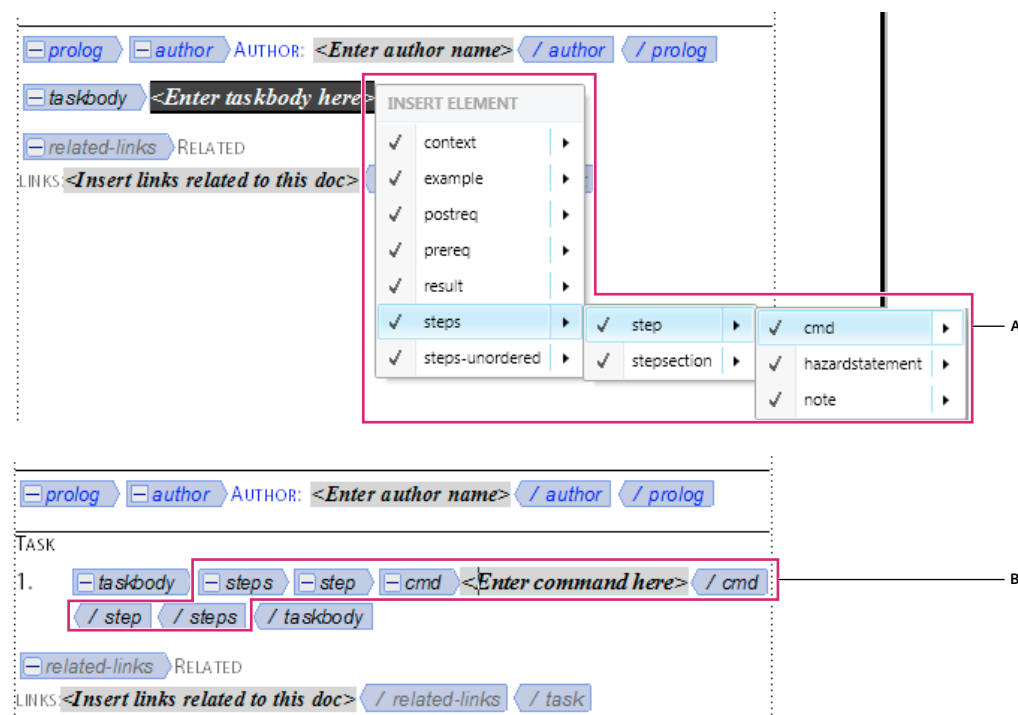 prolog author AUTHOR: <Enter author name> / author / prolog
taskbody <Enter taskbody here>
INSERT ELEMENT
related-links RELATED
LINKS:<Insert links related to this doc>
context
example
postreq
prereq
result
steps
steps-unordered
step
stepsection
cmd
hazardstatement
note
A
prolog author AUTHOR: <Enter author name> / author / prolog
TASK
1. taskbody steps step cmd <Enter command here> / cmd
B
/ step / steps / taskbody
related-links RELATED
LINKS:<Insert links related to this doc> / related-links / task